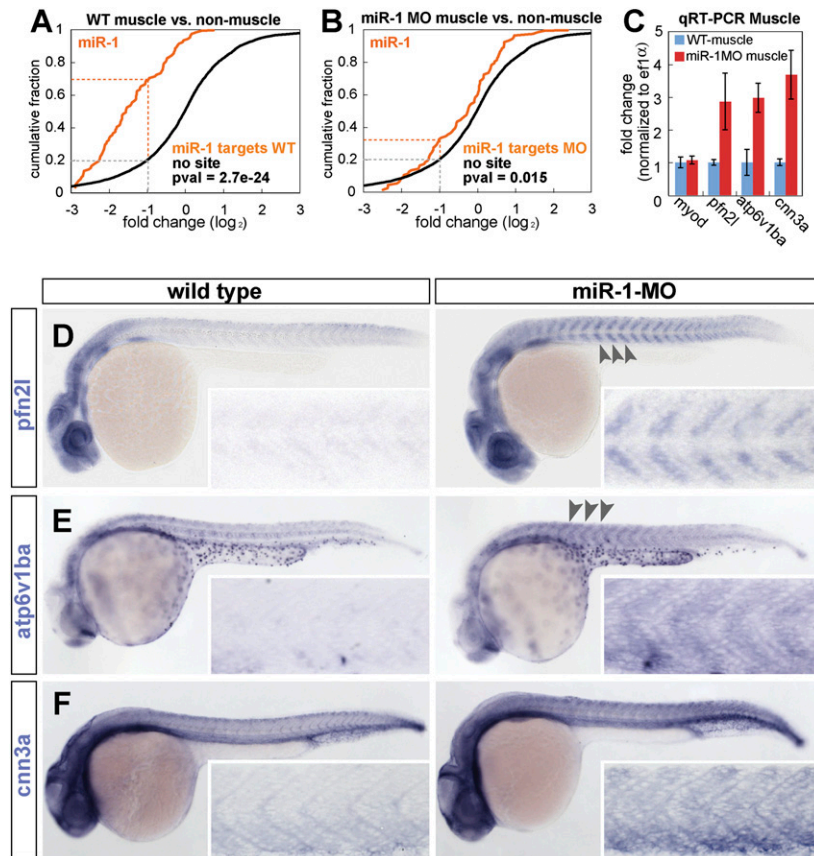 A
WT muscle vs. non-muscle
cumulative fraction
1
0.8
0.6
0.4
0.2
0
miR-1
miR-1 targets WT
no site
pval = 2.7e-24
-3 -2 -1 0 1 2 3
fold change (log₂)
B
miR-1 MO muscle vs. non-muscle
cumulative fraction
1
0.8
0.6
0.4
0.2
0
miR-1
miR-1 targets MO
no site
pval = 0.015
-3 -2 -1 0 1 2 3
fold change (log₂)
C
qRT-PCR Muscle
WT-muscle
miR-1MO muscle
fold change
(normalized to ef1α)
5
4
3
2
1
0
myod
pfn2l
atp6v1ba
cnn3a
wild type
miR-1-MO
D
pfn2l
E
atp6v1ba
F
cnn3a